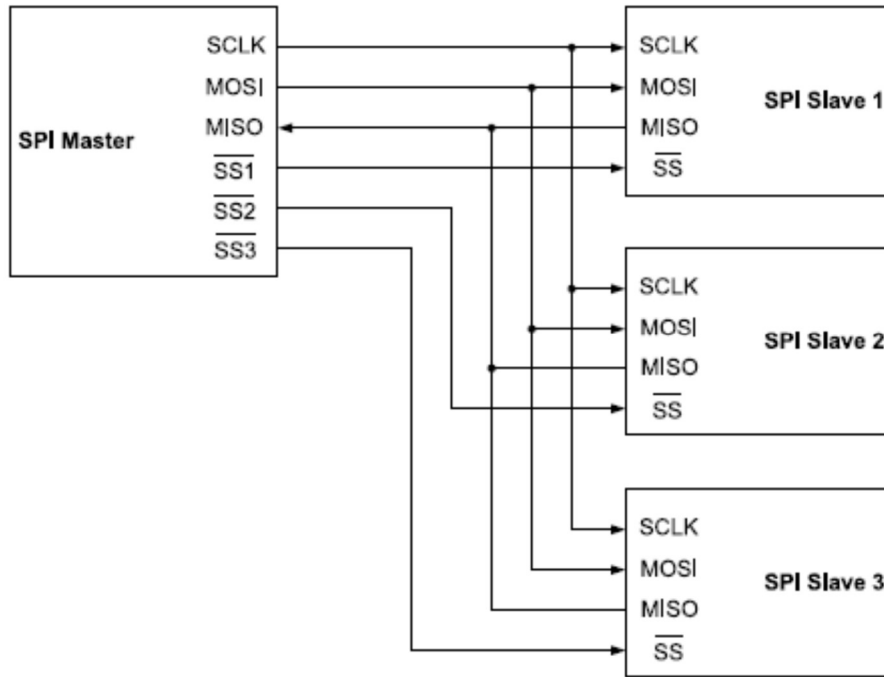 SPI Master
SCLK
MOSI
MISO
SS1
SS2
SS3
SCLK
MOSI
MISO
SS
SPI Slave 1
SCLK
MOSI
MISO
SS
SPI Slave 2
SCLK
MOSI
MISO
SS
SPI Slave 3